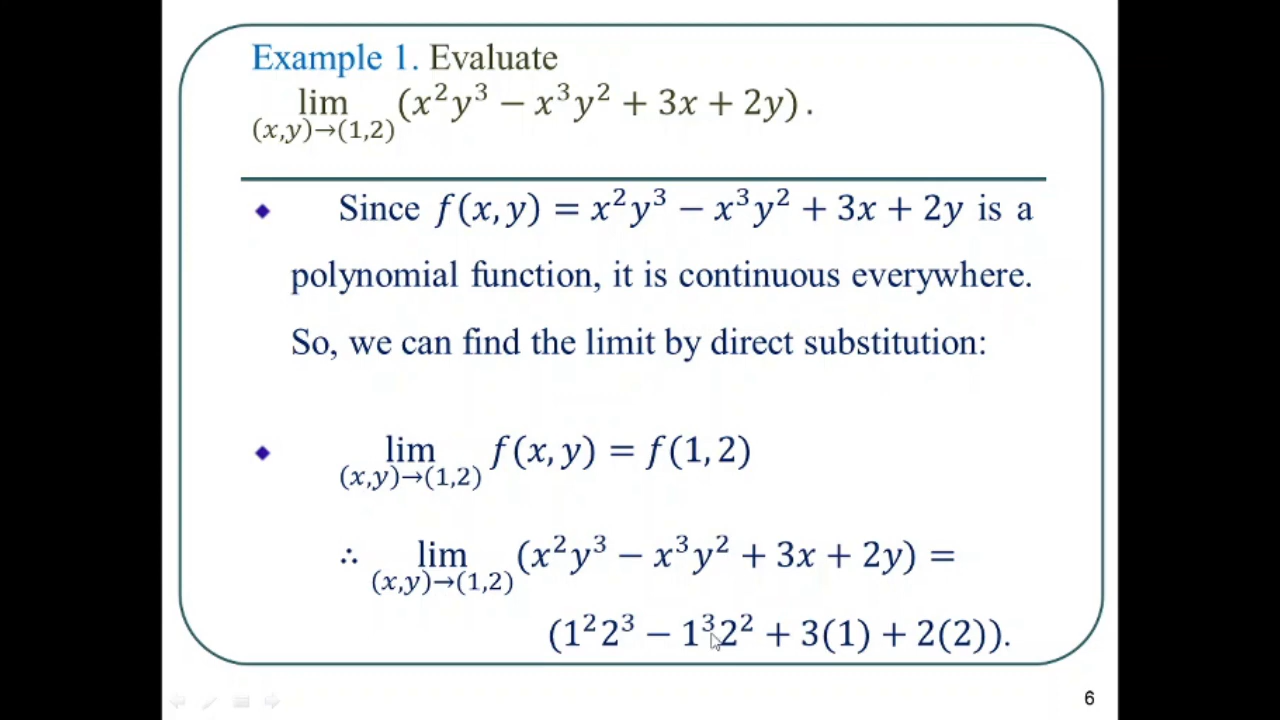 Example 1. Evaluate
lim (x²y³ − x³y² + 3x + 2y).
(x,y)→(1,2)
Since f(x, y) = x²y³ − x³y² + 3x + 2y is a
polynomial function, it is continuous everywhere.
So, we can find the limit by direct substitution:
lim f(x, y) = f(1, 2)
(x,y)→(1,2)
∴ lim (x²y³ − x³y² + 3x + 2y) =
(x,y)→(1,2)
(1²2³ − 1³2² + 3(1) + 2(2)).
6